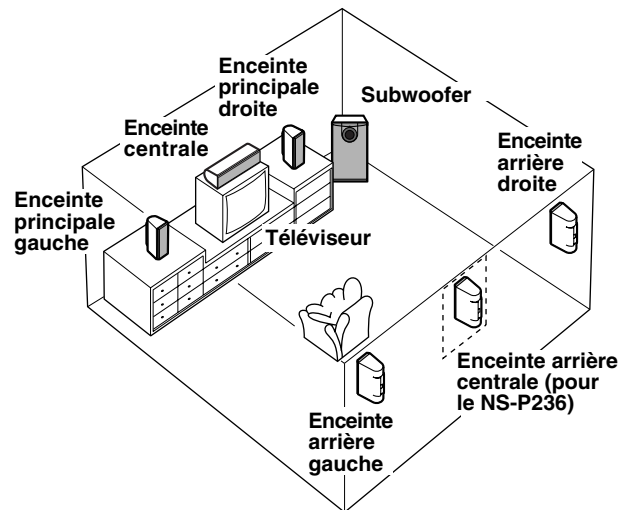 Enceinte
principale
droite
Subwoofer
Enceinte
centrale
Enceinte
arrière
droite
Enceinte
principale
gauche
Téléviseur
Enceinte arrière
centrale (pour
le NS-P236)
Enceinte
arrière
gauche